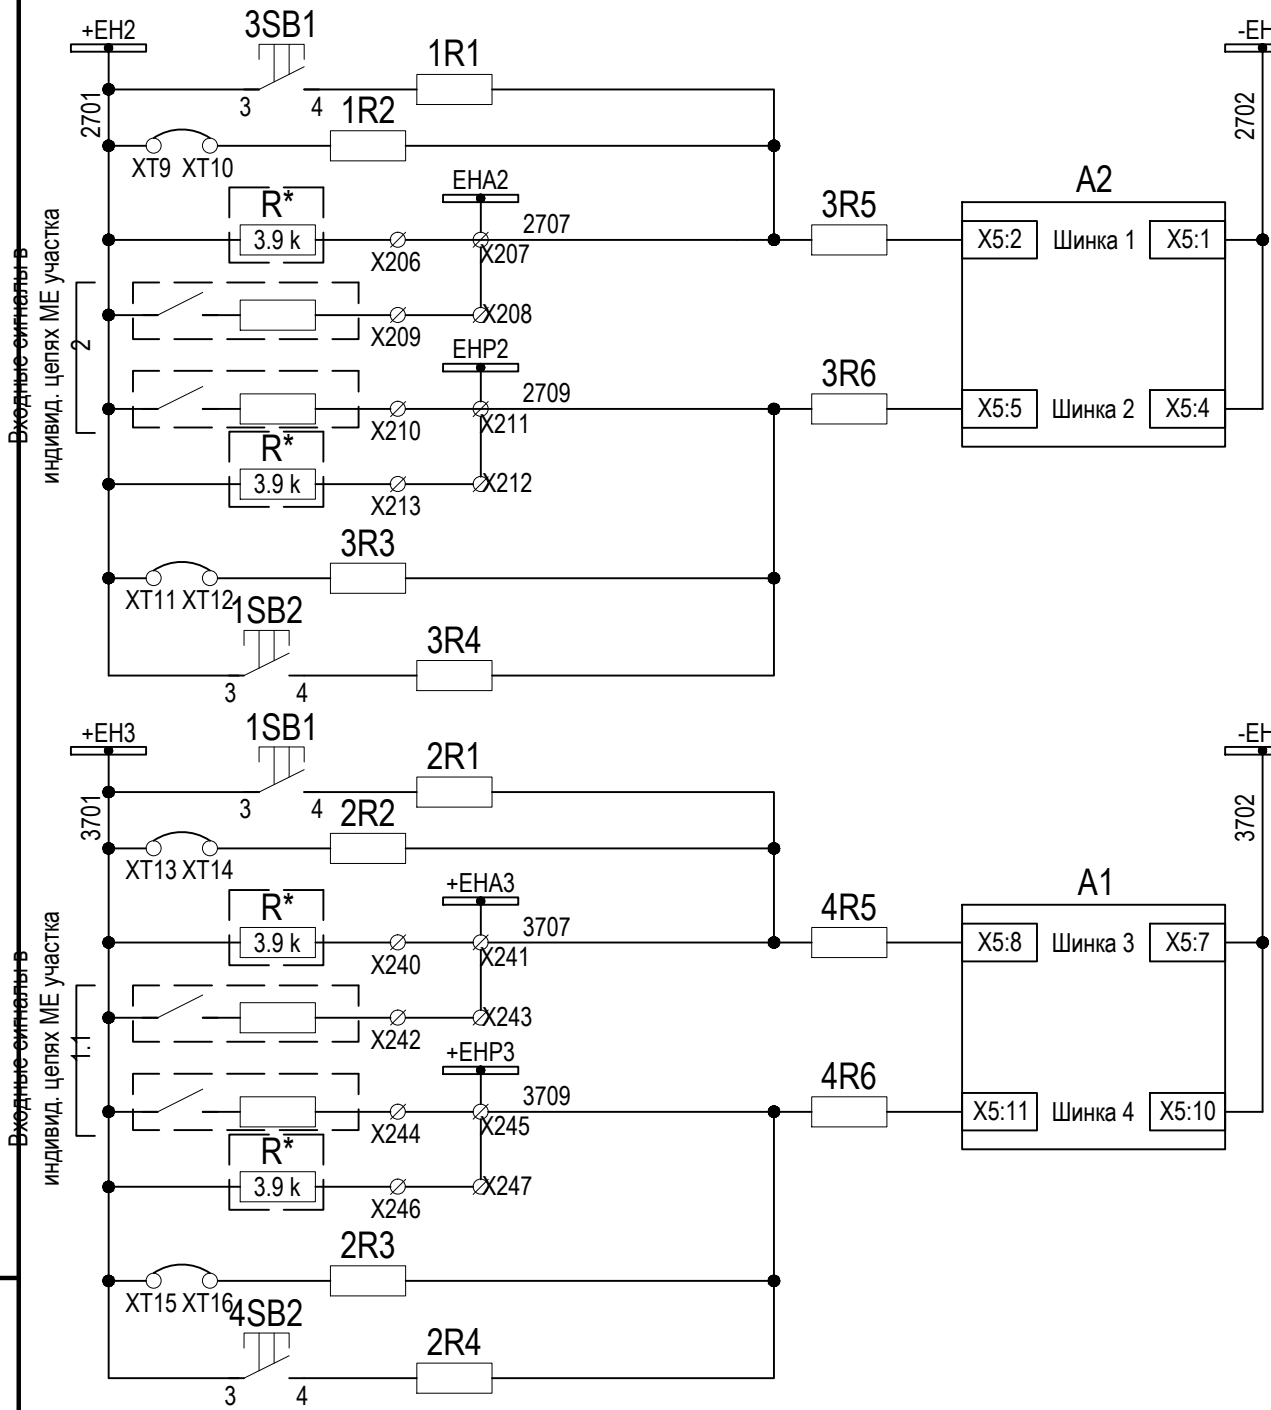 +EH2
3SB1
1R1
-EH
2701
3
4
1R2
2702
XT9
XT10
A2
R*
EHA2
3R5
3.9 k
2707
X5:2
Шинка 1
X5:1
X206
X207
Входные сигналы в
индивид. цепях МЕ участка
2
X209
X208
EHP2
3R6
2709
X5:5
Шинка 2
X5:4
X210
X211
R*
3.9 k
X213
X212
3R3
XT11
XT12
1SB2
3R4
3
4
+EH3
1SB1
2R1
-EH
3701
3
4
2R2
3702
XT13
XT14
A1
R*
+EHA3
4R5
3.9 k
3707
X5:8
Шинка 3
X5:7
X240
X241
Входные сигналы в
индивид. цепях МЕ участка
1.1
X242
X243
+EHP3
4R6
3709
X5:11
Шинка 4
X5:10
X244
X245
R*
3.9 k
X246
X247
2R3
XT15
XT16
4SB2
2R4
3
4